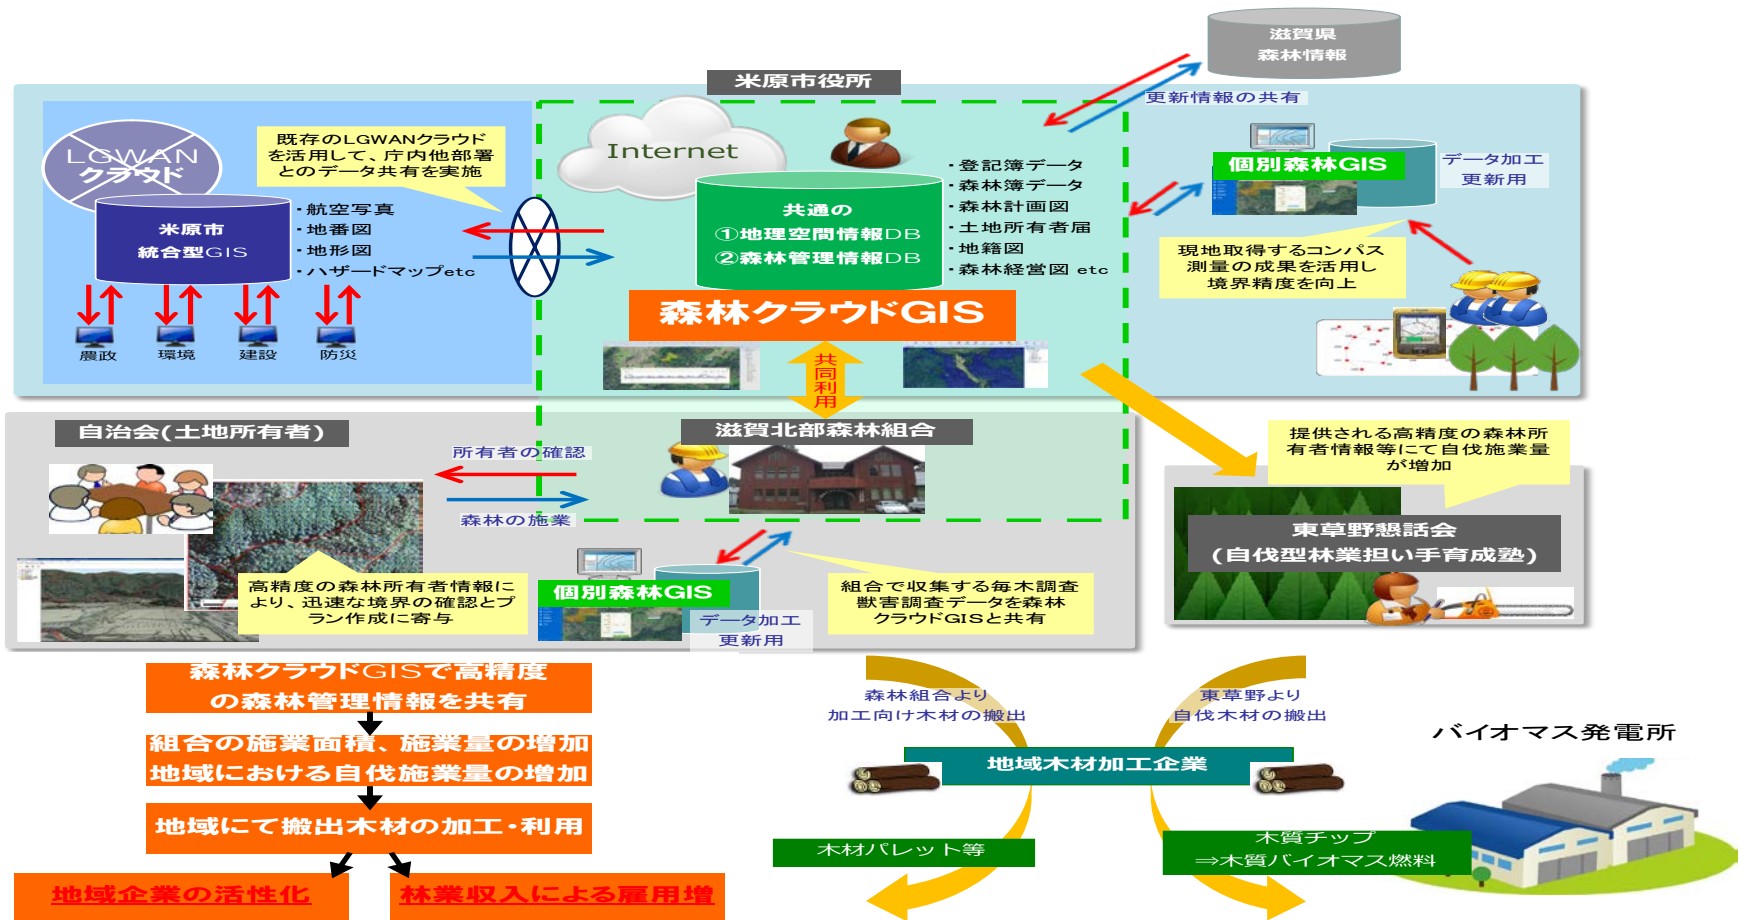 滋賀県
森林情報
米原市役所
更新情報の共有
LGWAN
クラウド
既存のLGWANクラウド
を活用して、庁内他部署
とのデータ共有を実施
Internet
米原市
統合型GIS
・航空写真
・地番図
・地形図
・ハザードマップetc
共通の
①地理空間情報DB
②森林管理情報DB
・登記簿データ
・森林簿データ
・森林計画図
・土地所有者届
・地籍図
・森林経営図 etc
個別森林GIS
データ加工
更新用
現地取得するコンパス
測量の成果を活用し
境界精度を向上
森林クラウドGIS
農政
環境
建設
防災
共同利用
自治会(土地所有者)
所有者の確認
森林の施業
滋賀北部森林組合
提供される高精度の森林所
有者情報等にて自伐施業量
が増加
東草野懇話会
(自伐型林業担い手育成塾)
高精度の森林所有者情報に
より、迅速な境界の確認とプ
ラン作成に寄与
個別森林GIS
データ加工
更新用
組合で収集する毎木調査
獣害調査データを森林
クラウドGISと共有
森林クラウドGISで高精度
の森林管理情報を共有
組合の施業面積、施業量の増加
地域における自伐施業量の増加
地域にて搬出木材の加工・利用
地域企業の活性化
林業収入による雇用増
森林組合より
加工向け木材の搬出
東草野より
自伐木材の搬出
地域木材加工企業
木材パレット等
木質チップ
⇒木質バイオマス燃料
バイオマス発電所